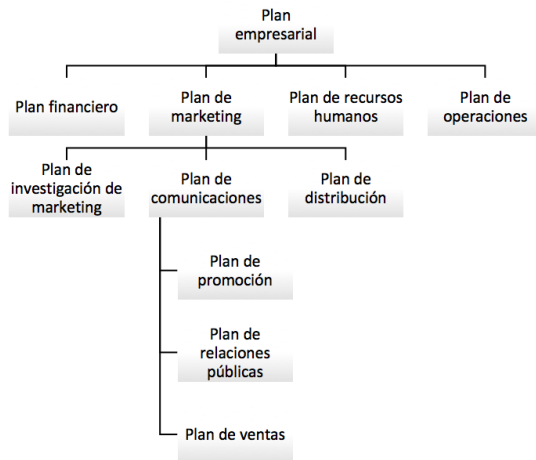 Plan
empresarial
Plan financiero
Plan de
marketing
Plan de recursos
humanos
Plan de
operaciones
Plan de
investigación de
marketing
Plan de
comunicaciones
Plan de
distribución
Plan de
promoción
Plan de
relaciones
públicas
Plan de ventas